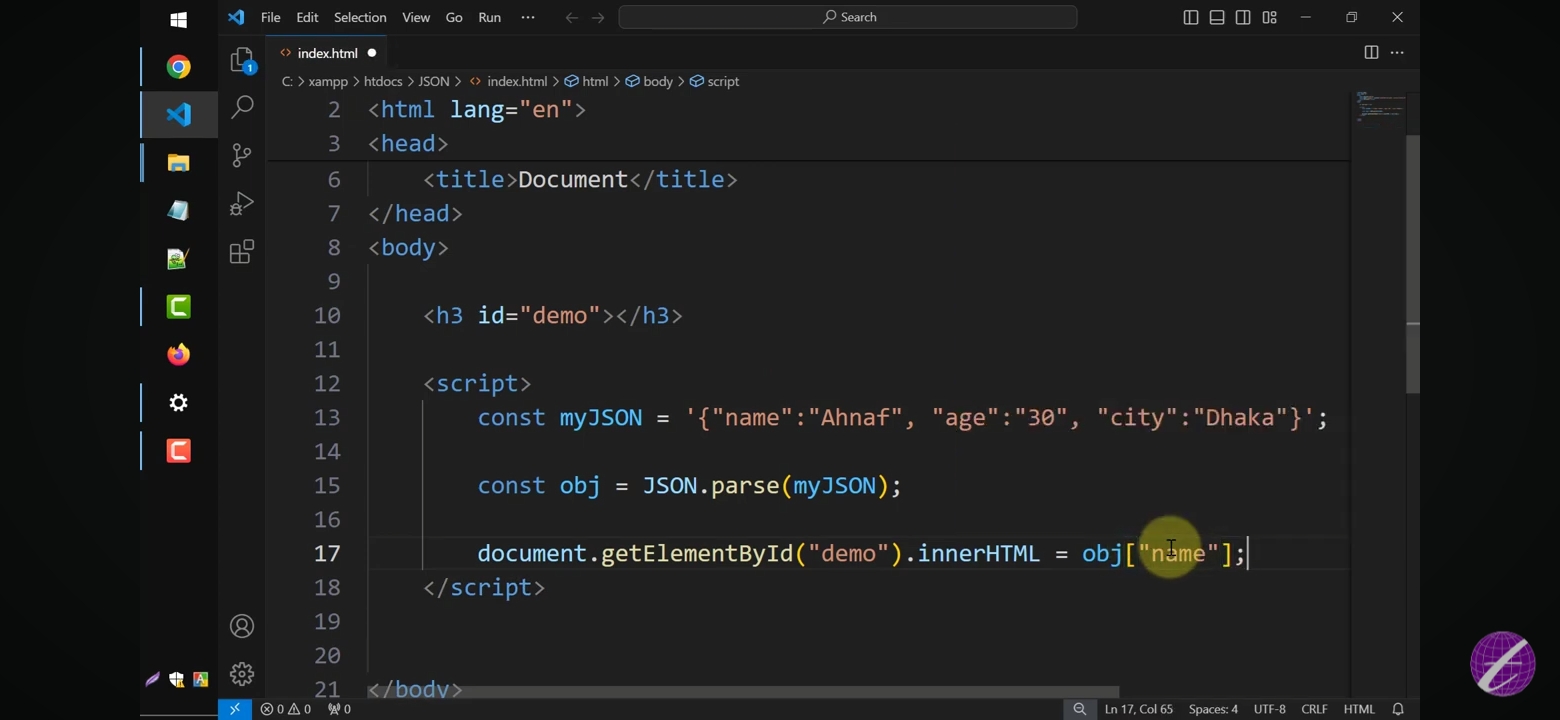 File Edit Selection View Go Run ··· Search
index.html
1
C: > xampp > htdocs > JSON > index.html > html > body > script
2 <html lang="en">
3 <head>
6 <title>Document</title>
7 </head>
8 <body>
9
10 <h3 id="demo"></h3>
11
12 <script>
13 const myJSON = '{"name":"Ahnaf", "age":"30", "city":"Dhaka"}';
14
15 const obj = JSON.parse(myJSON);
16
17 document.getElementById("demo").innerHTML = obj["name"];
18 </script>
19
20
21 </body>
0 0 0 Ln 17, Col 65 Spaces: 4 UTF-8 CRLF HTML